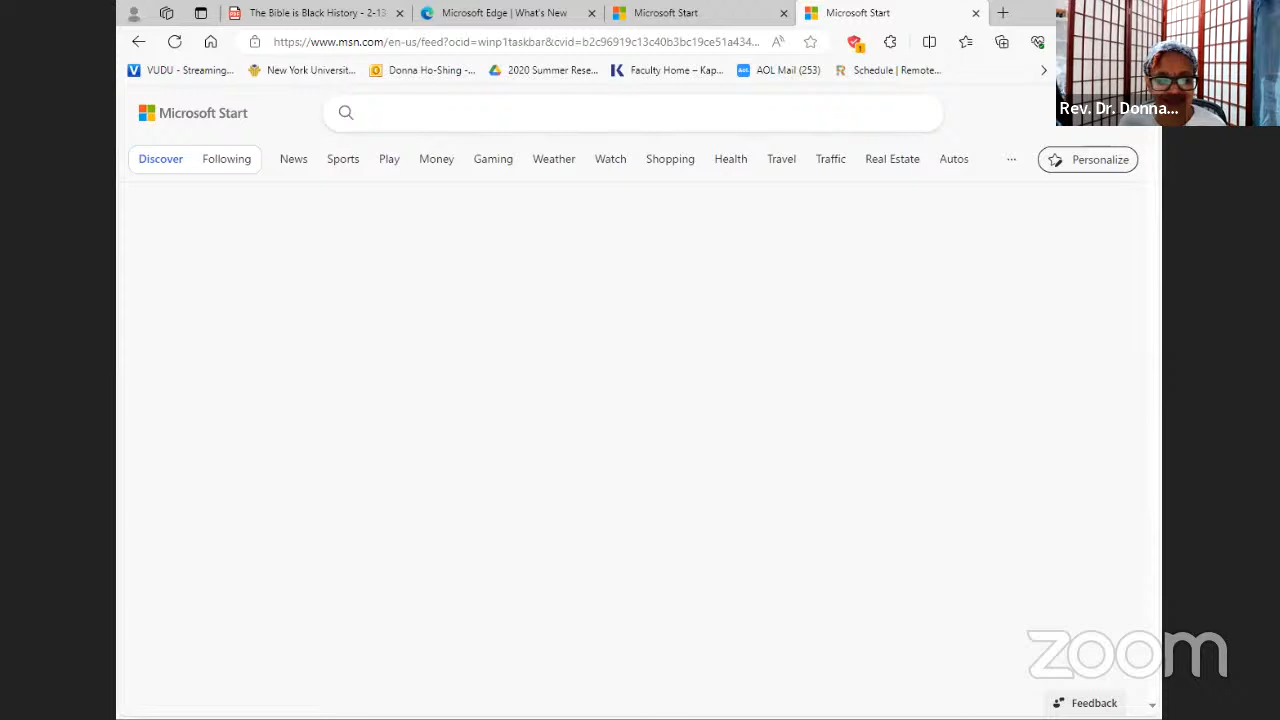 The Bible is Black History - 2-13
Microsoft Edge | What's New
Microsoft Start
Microsoft Start
https://www.msn.com/en-us/feed?ocid=winp1taskbar&cvid=b2c96919c13c40b3bc19ce51a434...
1
VUDU - Streaming...
New York Universit...
Donna Ho-Shing -...
2020 Summer Rese...
Faculty Home – Kap...
AOL Mail (253)
Schedule | Remote...
Rev. Dr. Donna...
Microsoft Start
Discover Following News Sports Play Money Gaming Weather Watch Shopping Health Travel Traffic Real Estate Autos ... Personalize
zoom
Feedback